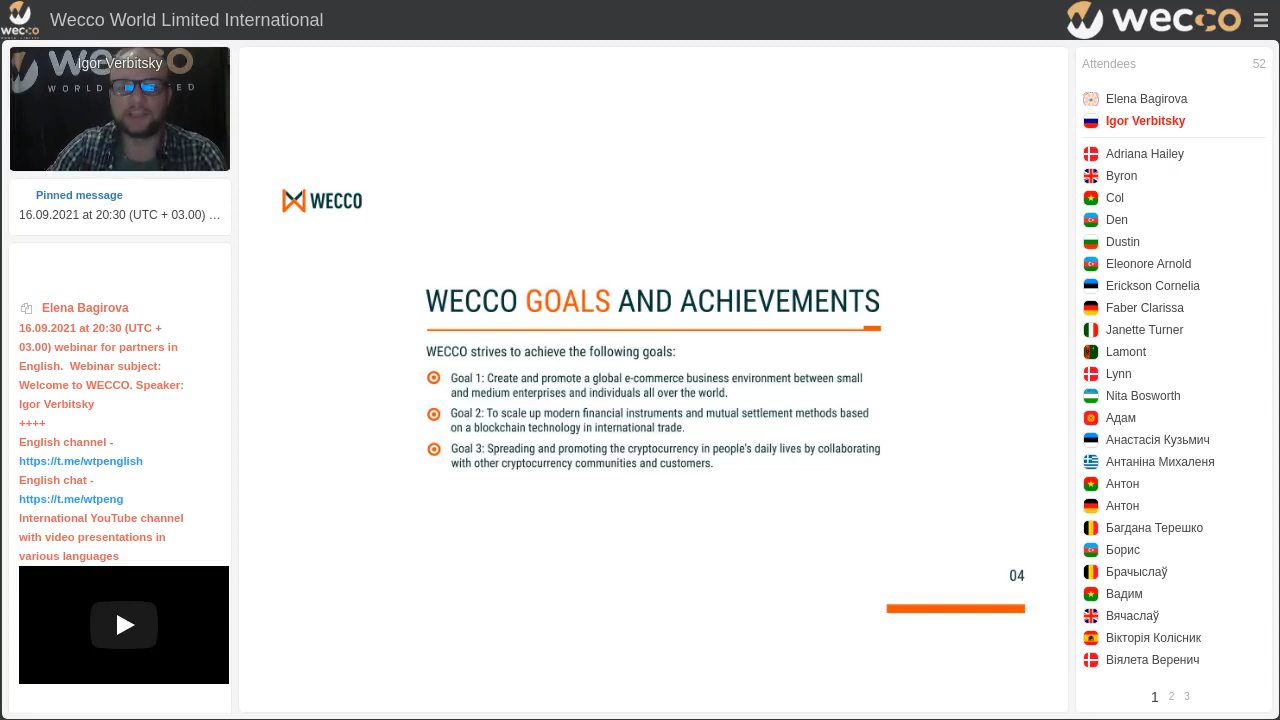 wecco
Wecco World Limited International
wecco
Igor Verbitsky
Pinned message
16.09.2021 at 20:30 (UTC + 03.00) …
Elena Bagirova
16.09.2021 at 20:30 (UTC +
03.00) webinar for partners in
English.  Webinar subject:
Welcome to WECCO. Speaker:
Igor Verbitsky
++++
English channel -
https://t.me/wtpenglish
English chat -
https://t.me/wtpeng
International YouTube channel
with video presentations in
various languages
WECCO
WECCO GOALS AND ACHIEVEMENTS
WECCO strives to achieve the following goals:
Goal 1: Create and promote a global e-commerce business environment between small
and medium enterprises and individuals all over the world.
Goal 2: To scale up modern financial instruments and mutual settlement methods based
on a blockchain technology in international trade.
Goal 3: Spreading and promoting the cryptocurrency in people's daily lives by collaborating
with other cryptocurrency communities and customers.
04
Attendees 52
Elena Bagirova
Igor Verbitsky
Adriana Hailey
Byron
Col
Den
Dustin
Eleonore Arnold
Erickson Cornelia
Faber Clarissa
Janette Turner
Lamont
Lynn
Nita Bosworth
Адам
Анастасія Кузьмич
Антаніна Михаленя
Антон
Антон
Багдана Терешко
Борис
Брачыслаў
Вадим
Вячаслаў
Вікторія Колісник
Віялета Веренич
1 2 3